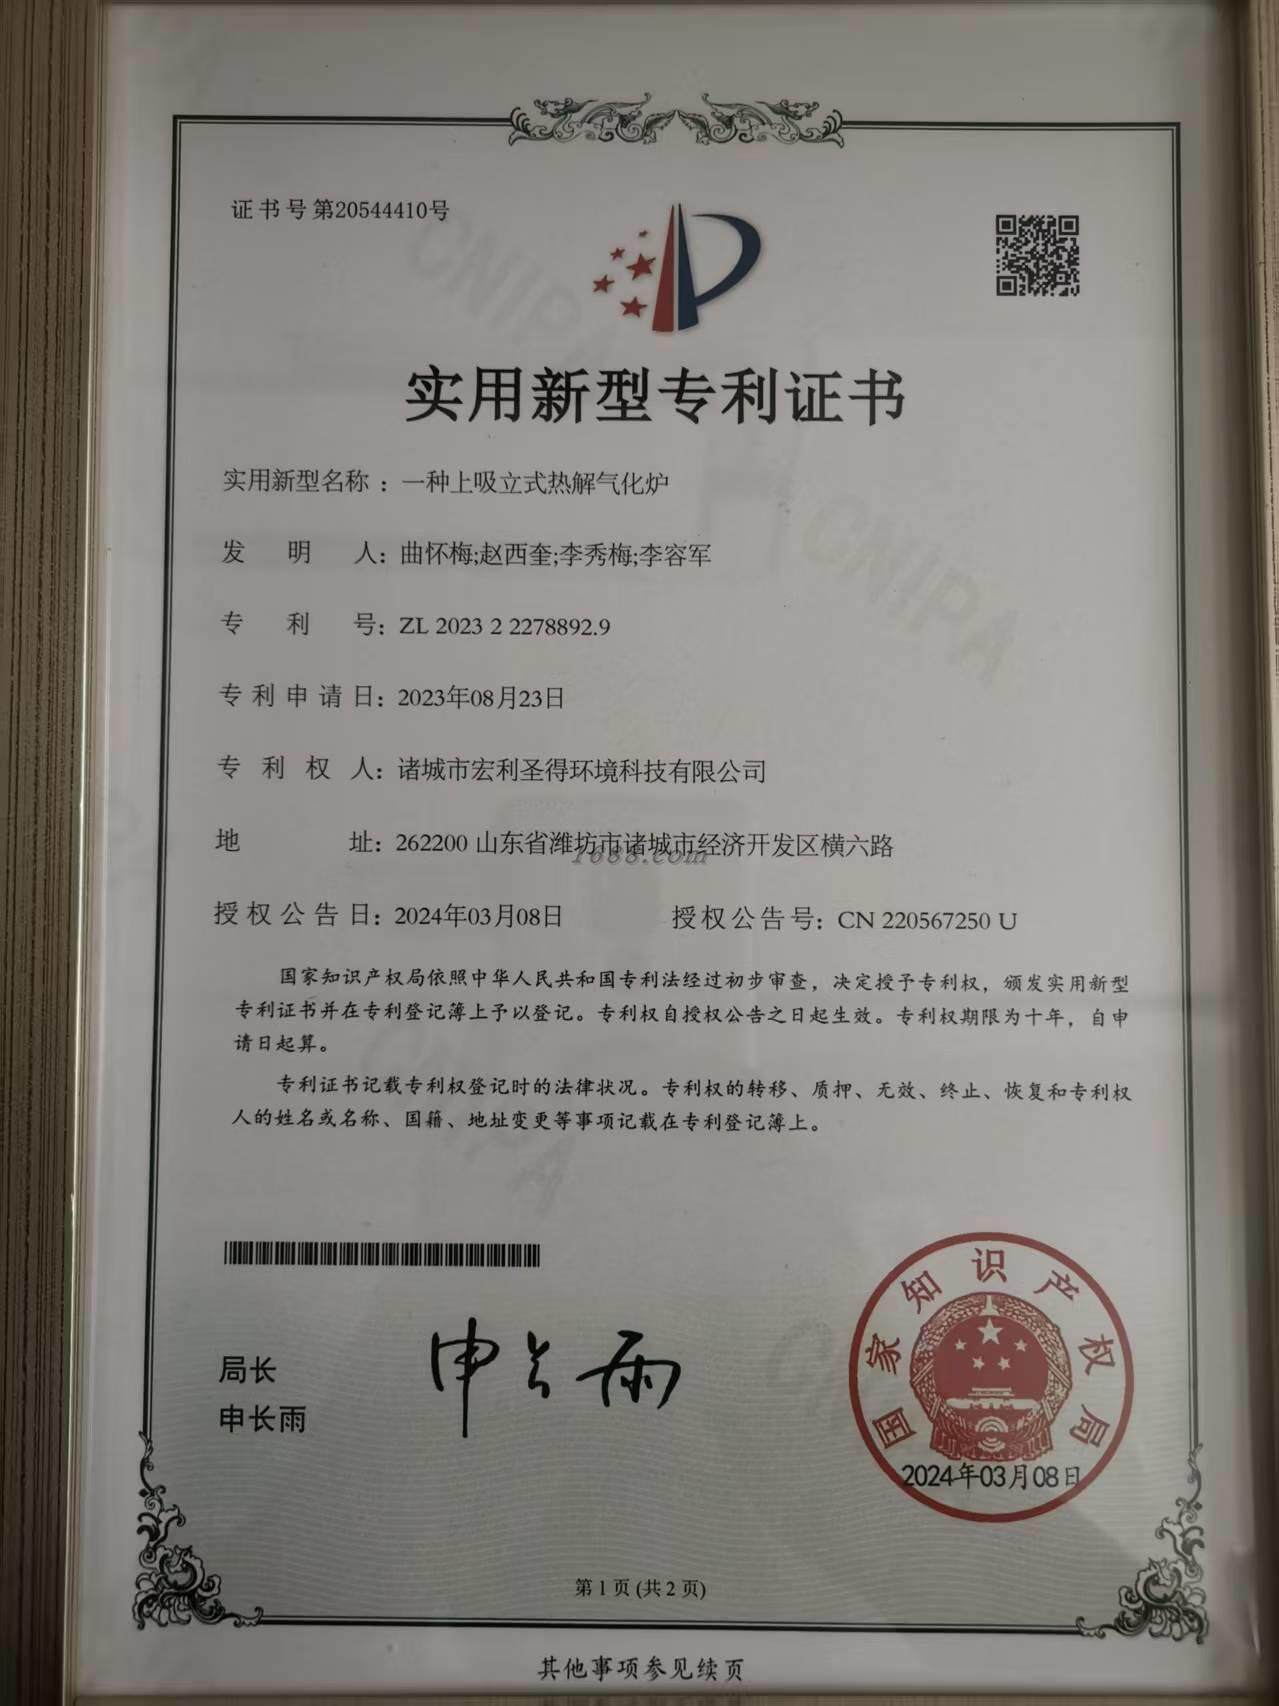 证书号第20544410号
实用新型专利证书
实用新型名称：一种上吸立式热解气化炉
发明人：曲怀梅;赵西奎;李秀梅;李容军
专利号：ZL 2023 2 2278892.9
专利申请日：2023年08月23日
专利权人：诸城市宏利圣得环境科技有限公司
地址：262200 山东省潍坊市诸城市经济开发区横六路
1688.com
授权公告日：2024年03月08日 授权公告号：CN 220567250 U
国家知识产权局依照中华人民共和国专利法经过初步审查，决定授予专利权，颁发实用新型
专利证书并在专利登记簿上予以登记。专利权自授权公告之日起生效。专利权期限为十年，自申
请日起算。
专利证书记载专利权登记时的法律状况。专利权的转移、质押、无效、终止、恢复和专利权
人的姓名或名称、国籍、地址变更等事项记载在专利登记簿上。
局长
申长雨
申长雨
国家知识产权局
2024年03月08日
第1页(共2页)
其他事项参见续页
CNIPA
CNIPA
CNIPA